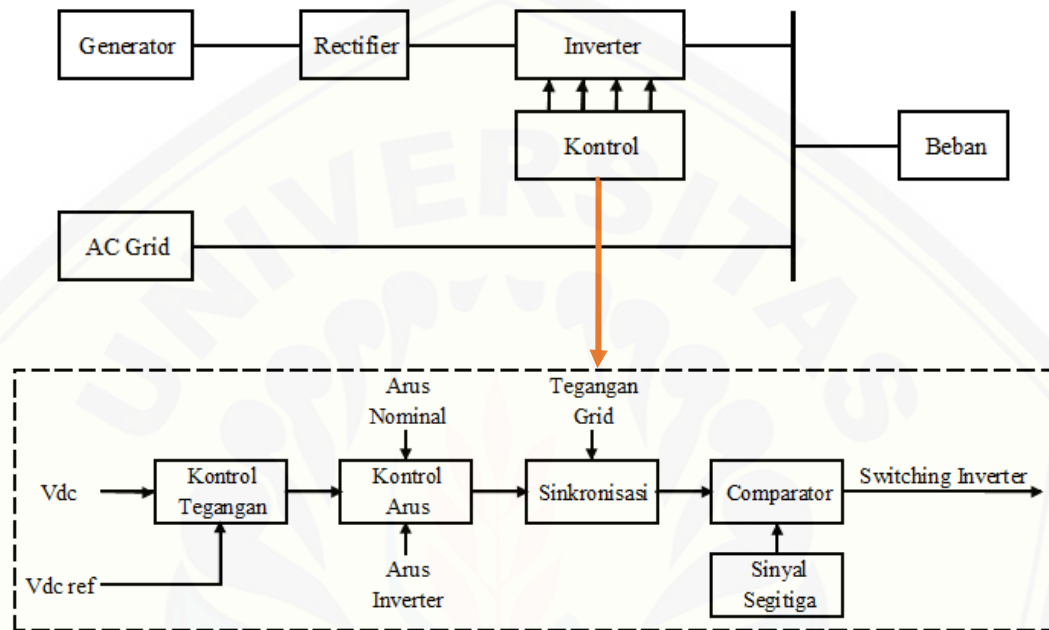 Generator
Rectifier
Inverter
Kontrol
Beban
AC Grid
UNIVERSITAS
Arus
Nominal
Tegangan
Grid
Vdc
Kontrol
Tegangan
Kontrol
Arus
Sinkronisasi
Comparator
Switching Inverter
Vdc ref
Arus
Inverter
Sinyal
Segitiga